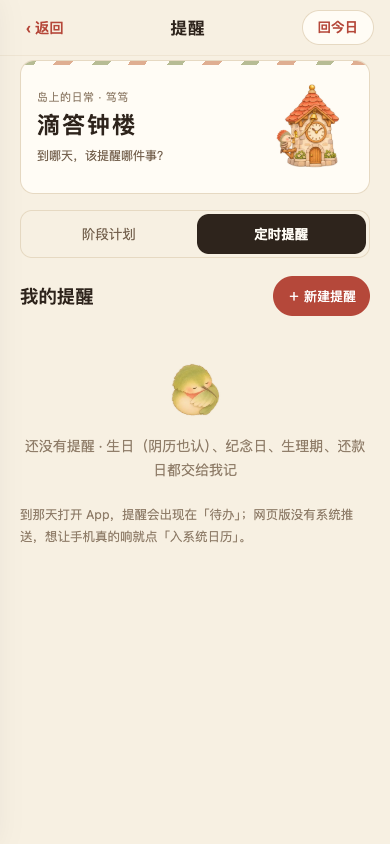 ‹ 返回
提醒
回今日
岛上的日常 · 笃笃
滴答钟楼
到哪天，该提醒哪件事？
阶段计划
定时提醒
我的提醒
＋ 新建提醒
还没有提醒 · 生日（阴历也认）、纪念日、生理期、还款
日都交给我记
到那天打开 App，提醒会出现在「待办」；网页版没有系统推
送，想让手机真的响就点「入系统日历」。